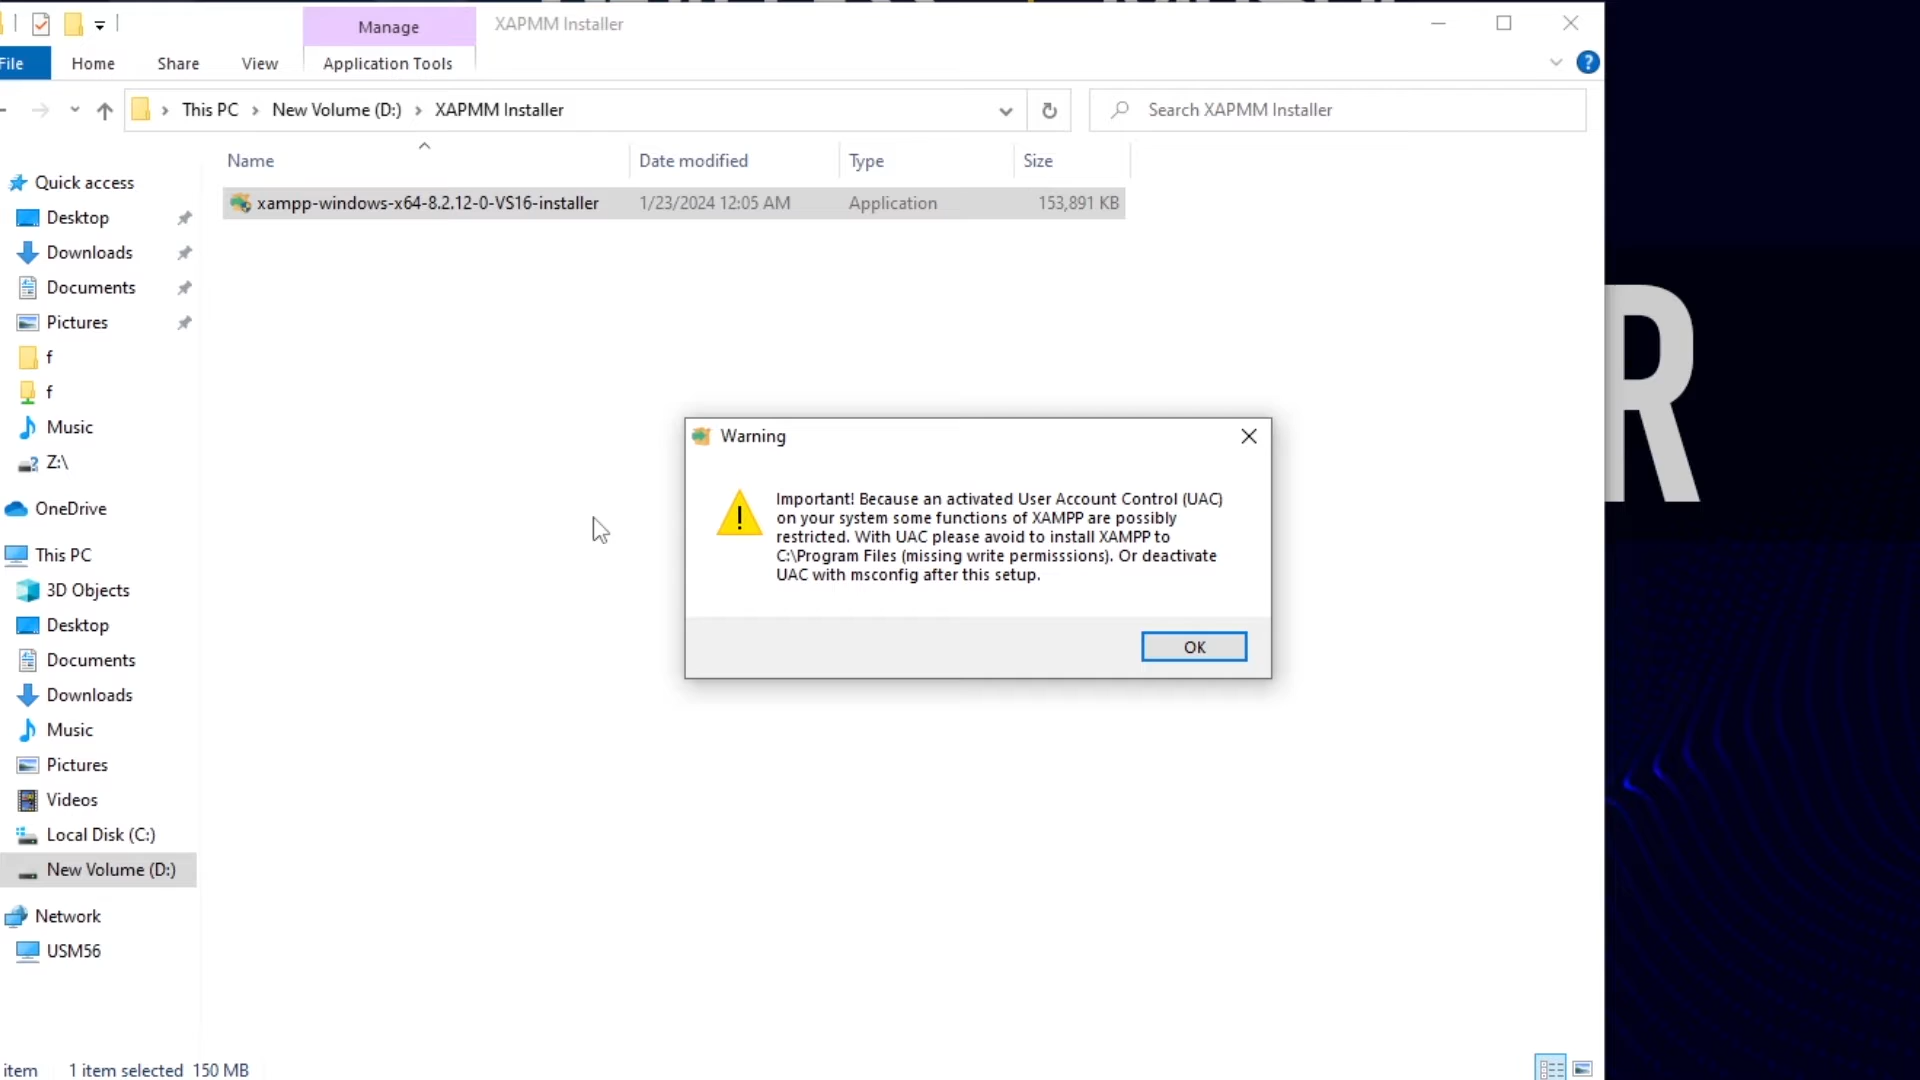 Manage
XAPMM Installer
File
Home
Share
View
Application Tools
?
This PC
New Volume (D:)
XAPMM Installer
Search XAPMM Installer
Name
Date modified
Type
Size
xampp-windows-x64-8.2.12-0-VS16-installer
1/23/2024 12:05 AM
Application
153,891 KB
Quick access
Desktop
Downloads
Documents
Pictures
f
f
Music
Z:\
OneDrive
This PC
3D Objects
Desktop
Documents
Downloads
Music
Pictures
Videos
Local Disk (C:)
New Volume (D:)
Network
USM56
Warning
Important! Because an activated User Account Control (UAC)
on your system some functions of XAMPP are possibly
restricted. With UAC please avoid to install XAMPP to
C:\Program Files (missing write permisssions). Or deactivate
UAC with msconfig after this setup.
OK
R
item
1 item selected
150 MB